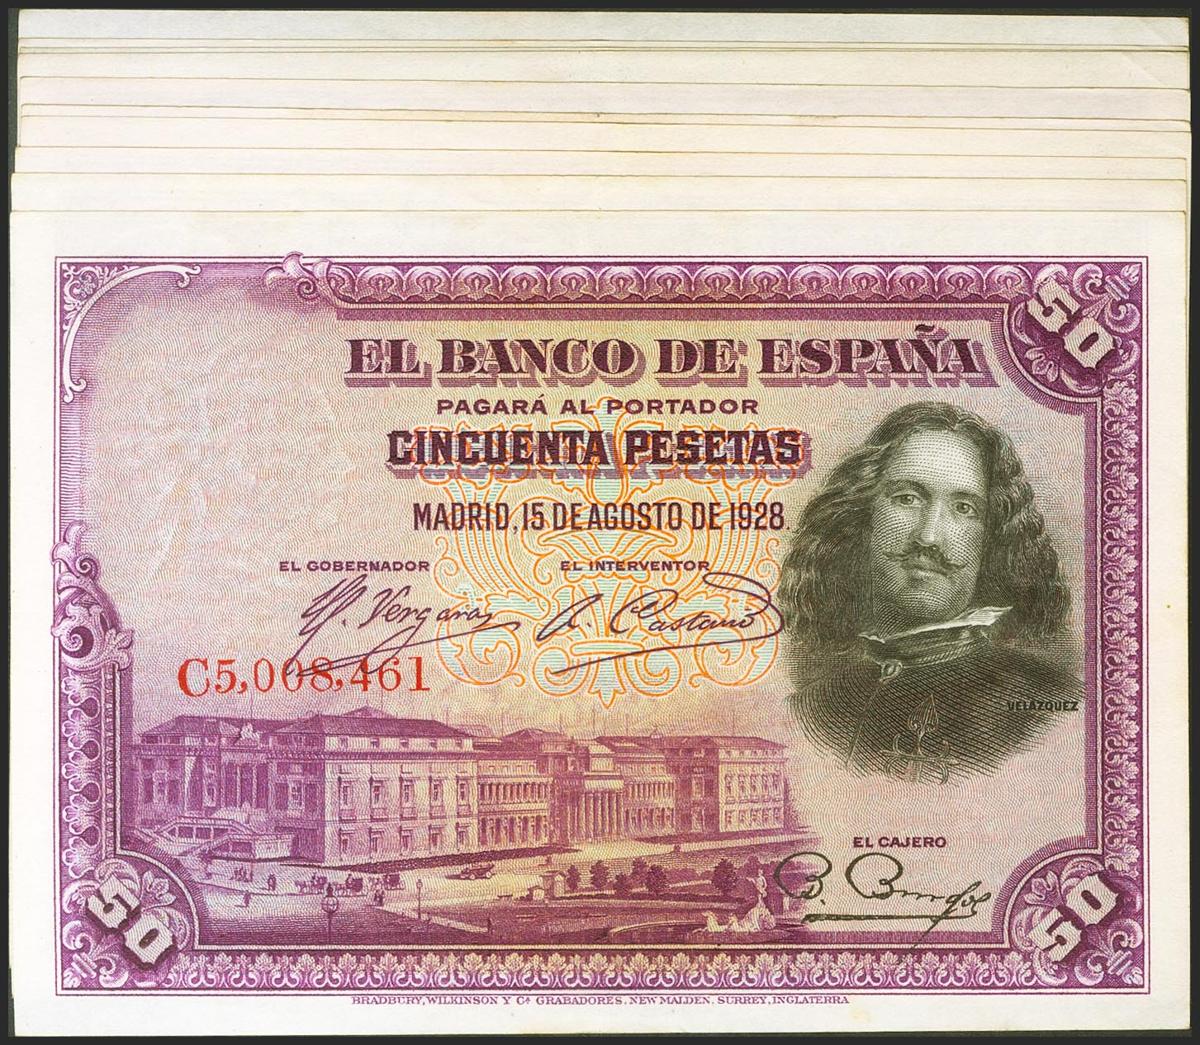 50
EL BANCO DE ESPAÑA
PAGARÁ AL PORTADOR
CINCUENTA PESETAS
MADRID, 15 DE AGOSTO DE 1928.
EL GOBERNADOR EL INTERVENTOR
C5,008,461
VELAZQUEZ
EL CAJERO
50 50
BRADBURY, WILKINSON Y Cª GRABADORES. NEW MALDEN. SURREY, INGLATERRA